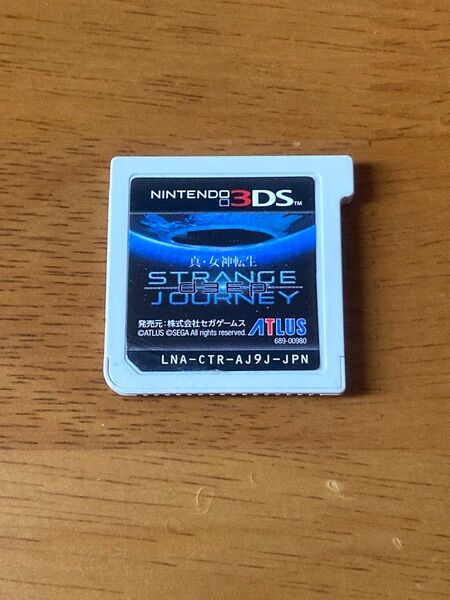 NINTENDO 3DS™
真・女神転生
STRANGE
DEEP
JOURNEY
発売元：株式会社セガゲームス
©ATLUS ©SEGA All rights reserved.
ATLUS
689-00980
LNA-CTR-AJ9J-JPN